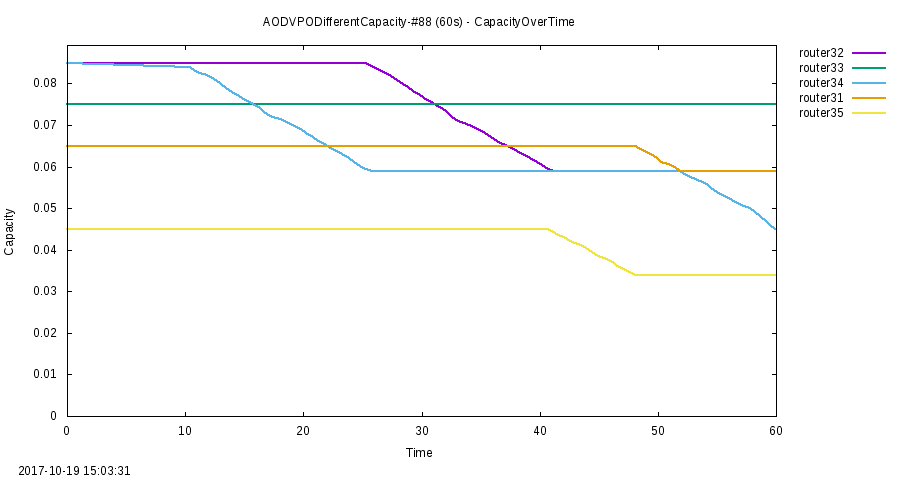 AODVPODifferentCapacity-#88 (60s) - CapacityOverTime
router32
router33
router34
router31
router35
0.08
0.07
0.06
0.05
0.04
0.03
0.02
0.01
0
Capacity
0 10 20 30 40 50 60
Time
2017-10-19 15:03:31